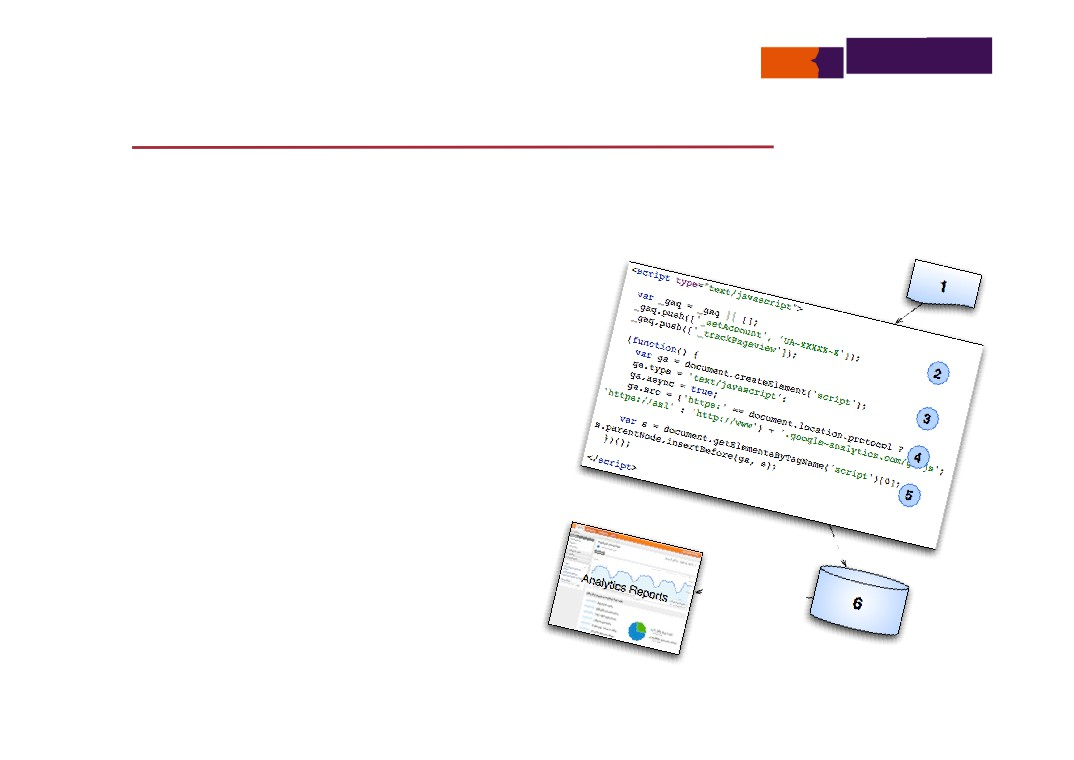 1
<script type="text/javascript">
var _gaq = _gaq || [];
_gaq.push(['_setAccount', 'UA-XXXXX-X']);
_gaq.push(['_trackPageview']);
(function() {
var ga = document.createElement('script');
ga.type = 'text/javascript';
ga.async = true;
ga.src = ('https:' == document.location.protocol ?
'https://ssl' : 'http://www') + '.google-analytics.com/ga.js';
var s = document.getElementsByTagName('script')[0];
s.parentNode.insertBefore(ga, s);
})();
</script>
2
3
4
5
Analytics Reports
6